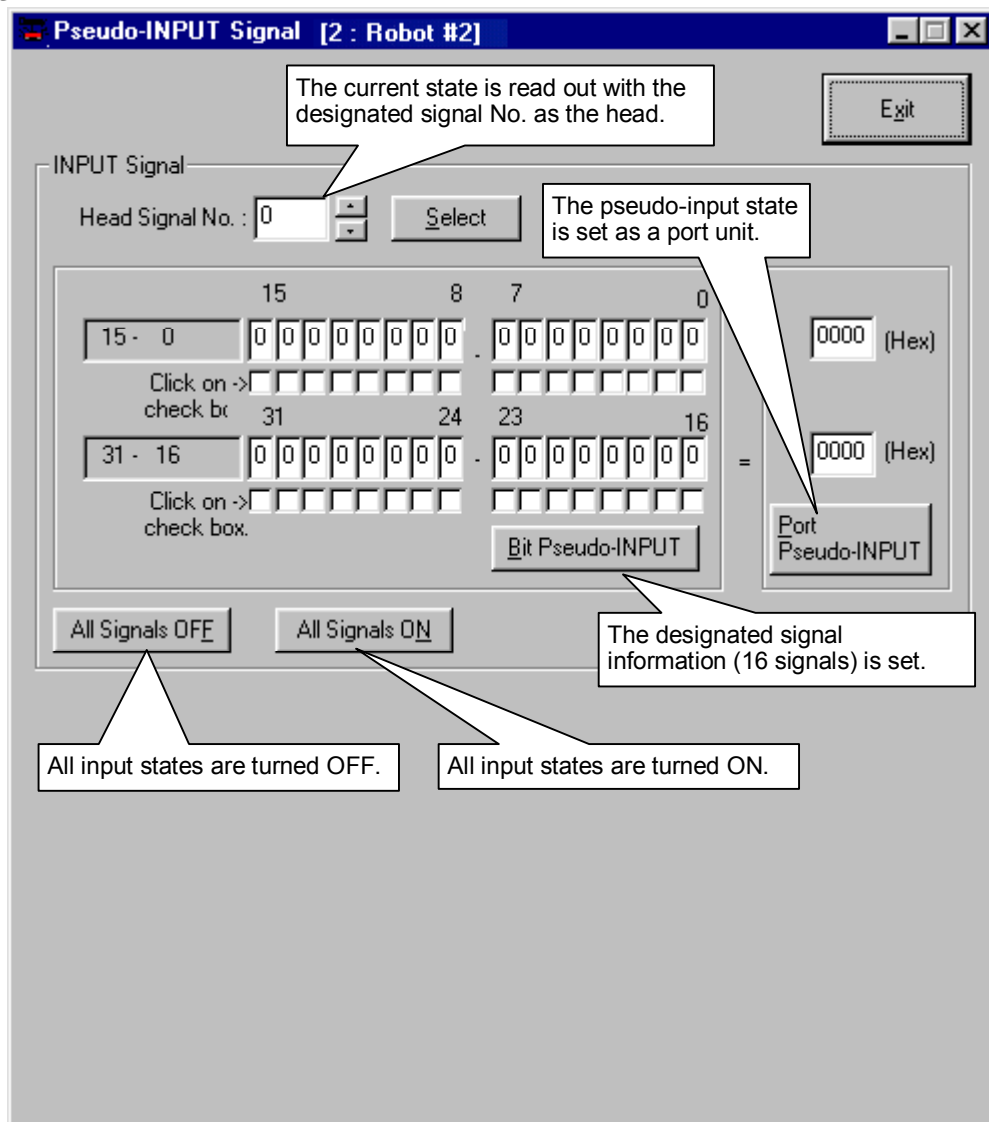 Pseudo-INPUT Signal [2 : Robot #2]
The current state is read out with the
designated signal No. as the head.
Exit
INPUT Signal
Head Signal No. : 0
Select
The pseudo-input state
is set as a port unit.
15 8 7 0
15 - 0 0 0 0 0 0 0 0 0 - 0 0 0 0 0 0 0 0 0000 (Hex)
Click on ->
check bo
31 24 23 16
31 - 16 0 0 0 0 0 0 0 0 - 0 0 0 0 0 0 0 0 = 0000 (Hex)
Click on ->
check box.
Bit Pseudo-INPUT
Port
Pseudo-INPUT
All Signals OFF
All Signals ON
The designated signal
information (16 signals) is set.
All input states are turned OFF.
All input states are turned ON.